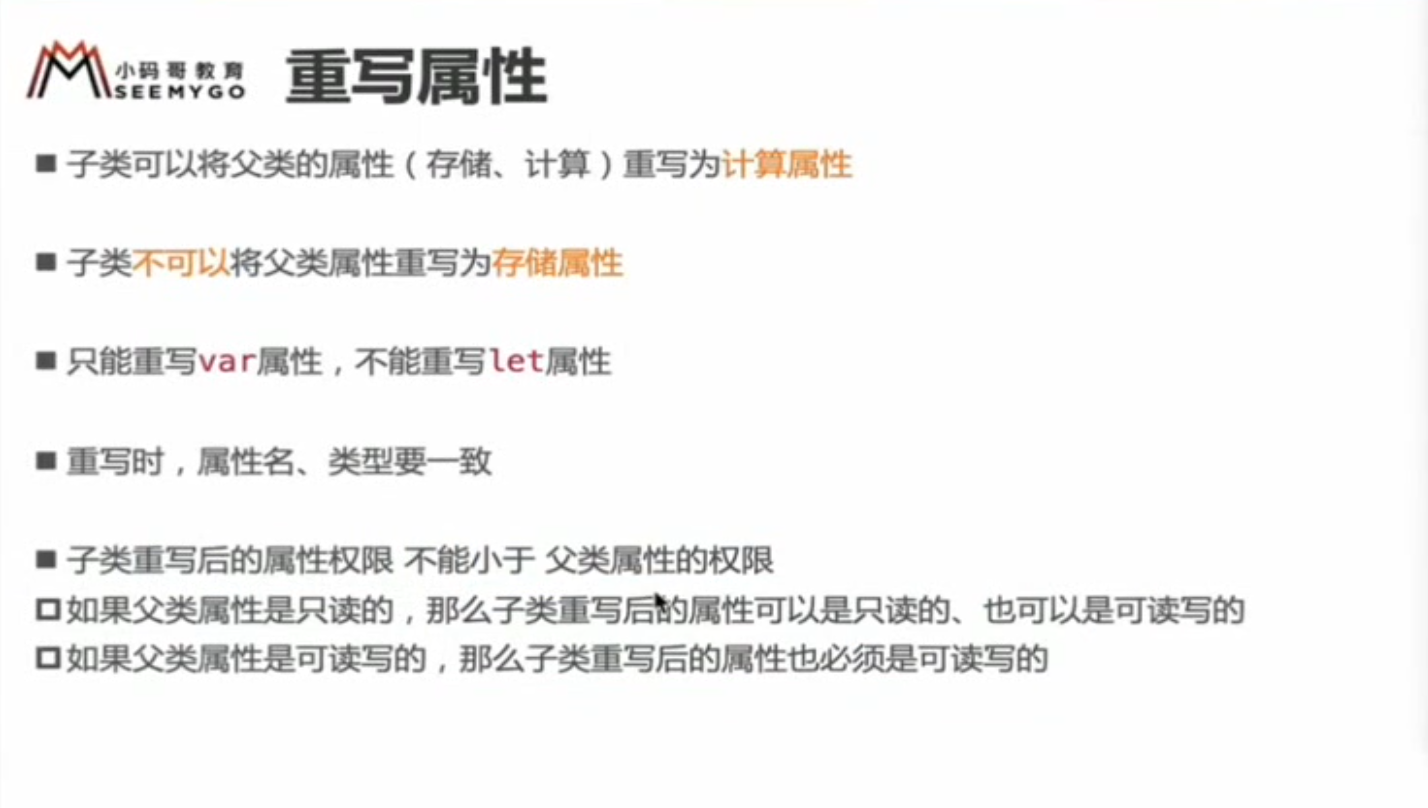 小码哥教育
SEEMYGO
重写属性
■ 子类可以将父类的属性（存储、计算）重写为计算属性
■ 子类不可以将父类属性重写为存储属性
■ 只能重写var属性，不能重写let属性
■ 重写时，属性名、类型要一致
■ 子类重写后的属性权限 不能小于 父类属性的权限
□ 如果父类属性是只读的，那么子类重写后的属性可以是只读的、也可以是可读写的
□ 如果父类属性是可读写的，那么子类重写后的属性也必须是可读写的